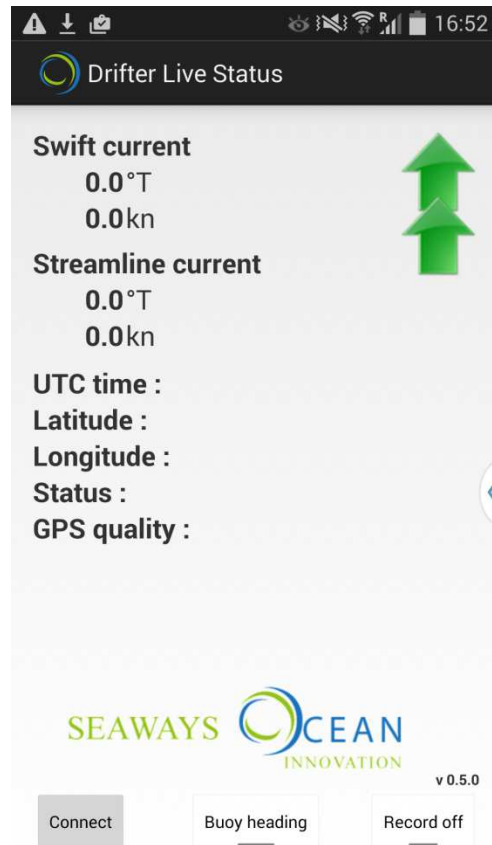 R 16:52
Drifter Live Status
Swift current
0.0°T
0.0kn
Streamline current
0.0°T
0.0kn
UTC time :
Latitude :
Longitude :
Status :
GPS quality :
SEAWAYS OCEAN
INNOVATION
v 0.5.0
Connect Buoy heading Record off